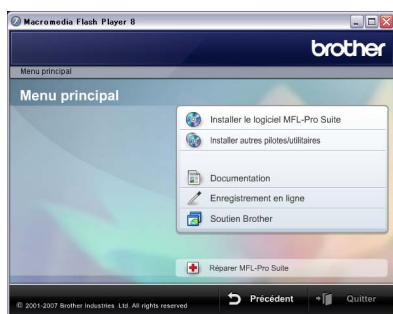 Macromedia Flash Player 8
brother
Menu principal
Menu principal
Installer le logiciel MFL-Pro Suite
Installer autres pilotes/utilitaires
Documentation
Enregistrement en ligne
Soutien Brother
Réparer MFL-Pro Suite
© 2001-2007 Brother Industries Ltd. All rights reserved
Précédent
Quitter